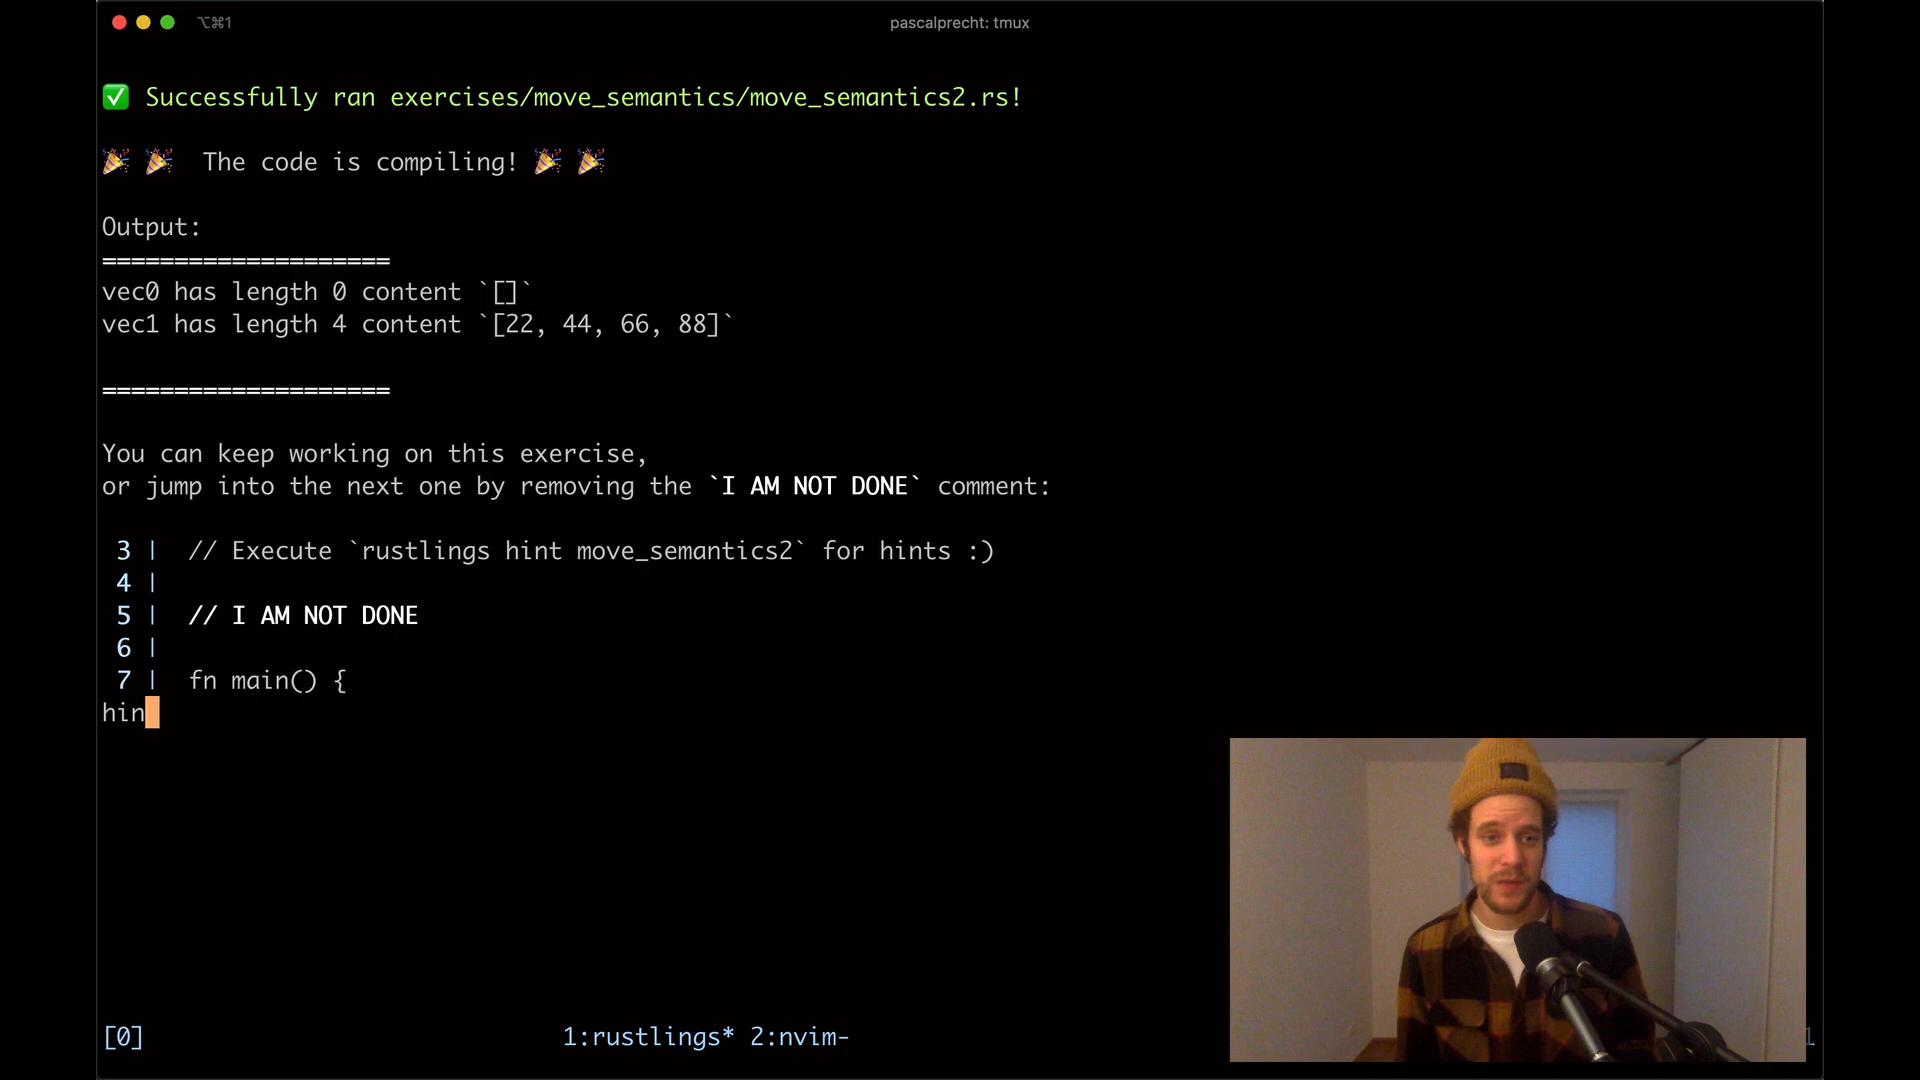 ⌥⌘1
pascalprecht: tmux
✅ Successfully ran exercises/move_semantics/move_semantics2.rs!
🎉 🎉  The code is compiling! 🎉 🎉
Output:
====================
vec0 has length 0 content `[]`
vec1 has length 4 content `[22, 44, 66, 88]`
====================
You can keep working on this exercise,
or jump into the next one by removing the `I AM NOT DONE` comment:
3 |  // Execute `rustlings hint move_semantics2` for hints :)
4 |
5 |  // I AM NOT DONE
6 |
7 |  fn main() {
hin
[0] 1:rustlings* 2:nvim-